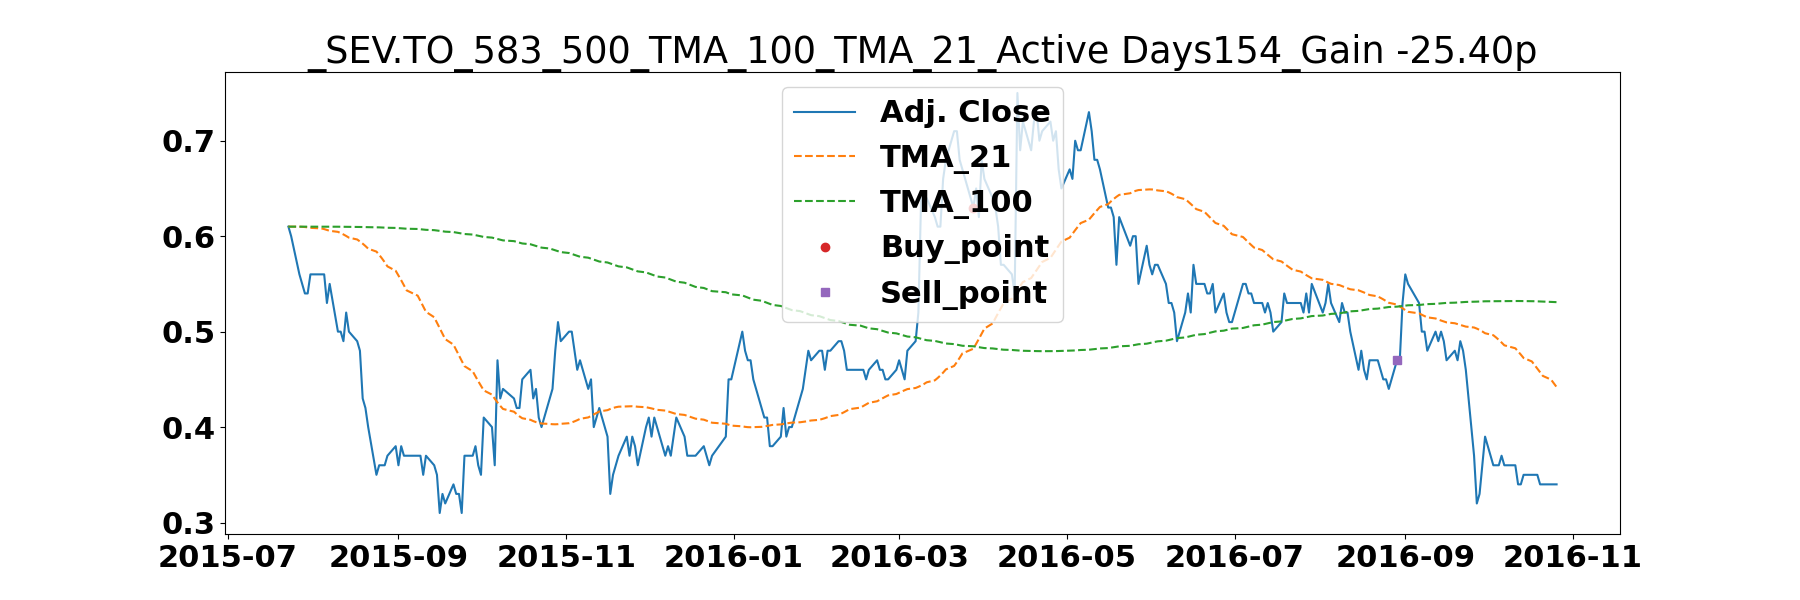 _SEV.TO_583_500_TMA_100_TMA_21_Active Days154_Gain -25.40p
Adj. Close
TMA_21
TMA_100
Buy_point
Sell_point
0.7
0.6
0.5
0.4
0.3
2015-07 2015-09 2015-11 2016-01 2016-03 2016-05 2016-07 2016-09 2016-11